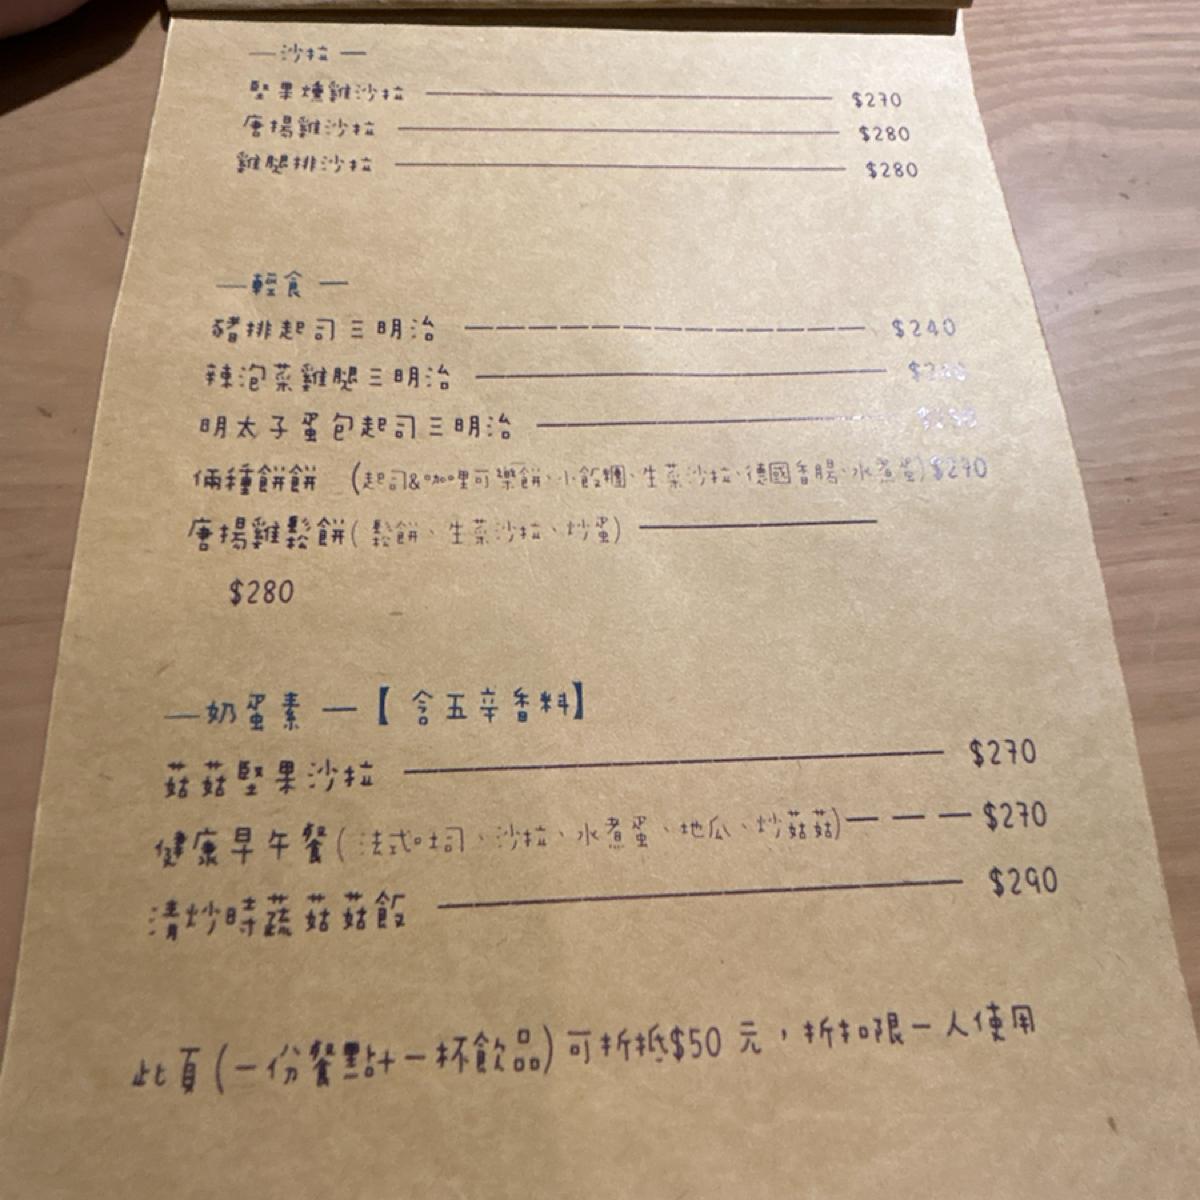 —沙拉—
堅果燻雞沙拉 $270
唐揚雞沙拉 $280
雞腿排沙拉 $280
—輕食—
豬排起司三明治 $240
辣泡菜雞腿三明治
明太子蛋包起司三明治
倆種餅餅 (起司&咖哩可樂餅、小飯糰、生菜沙拉、德國香腸、水煮蛋) $270
唐揚雞鬆餅(鬆餅、生菜沙拉、炒蛋)
$280
—奶蛋素—【含五辛香料】
菇菇堅果沙拉 $270
健康早午餐(法式吐司、沙拉、水煮蛋、地瓜、炒菇菇) $270
清炒時蔬菇菇飯 $290
此頁(一份餐點+一杯飲品)可折抵$50元，折扣限一人使用